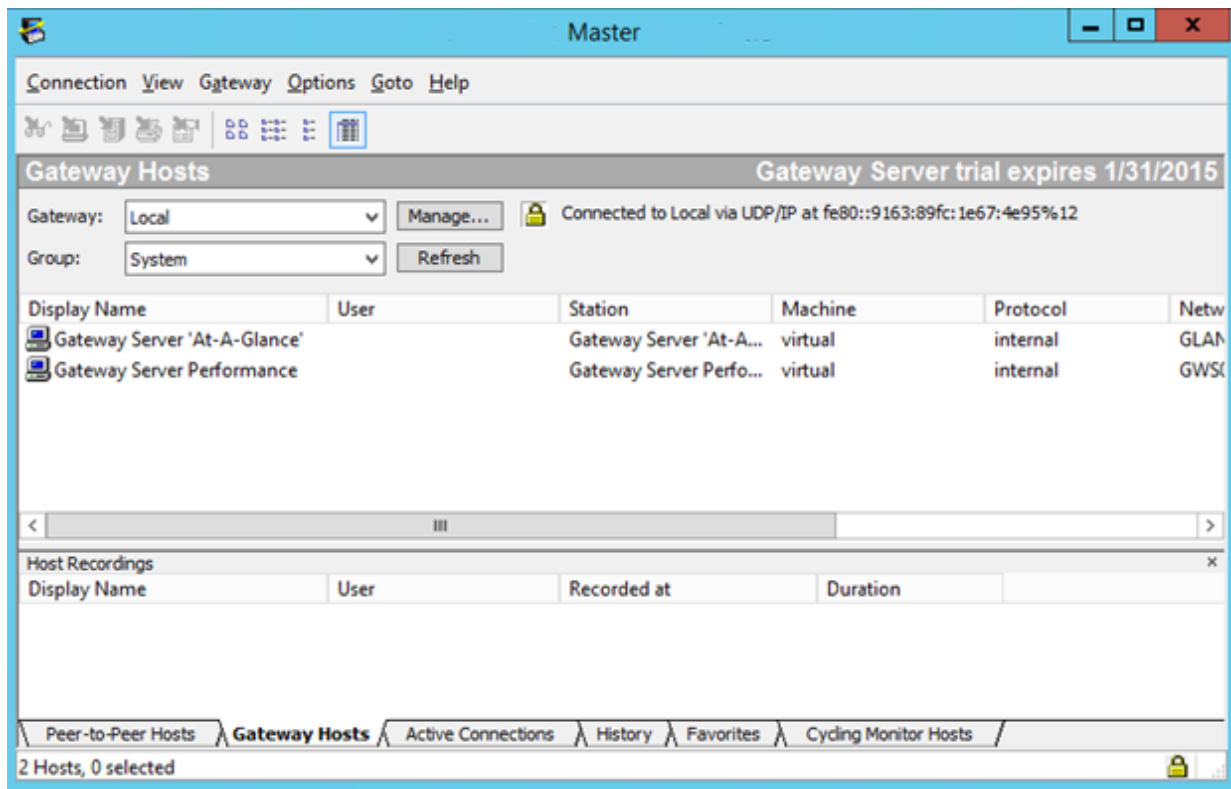 Master
Connection View Gateway Options Goto Help
Gateway Hosts Gateway Server trial expires 1/31/2015
Gateway: Local Manage... Connected to Local via UDP/IP at fe80::9163:89fc:1e67:4e95%12
Group: System Refresh
Display Name User Station Machine Protocol Netw
Gateway Server 'At-A-Glance' Gateway Server 'At-A... virtual internal GLAN
Gateway Server Performance Gateway Server Perfo... virtual internal GWS(
Host Recordings
Display Name User Recorded at Duration
Peer-to-Peer Hosts Gateway Hosts Active Connections History Favorites Cycling Monitor Hosts
2 Hosts, 0 selected